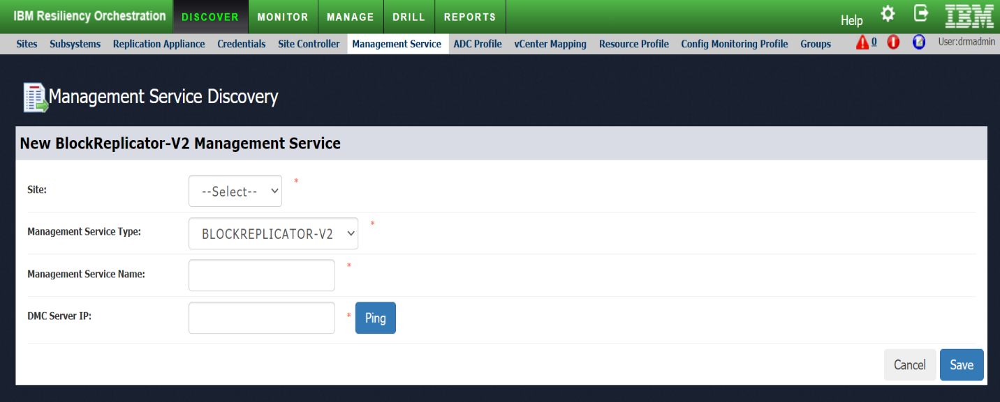 IBM Resiliency Orchestration DISCOVER MONITOR MANAGE DRILL REPORTS Help IBM
Sites Subsystems Replication Appliance Credentials Site Controller Management Service ADC Profile vCenter Mapping Resource Profile Config Monitoring Profile Groups 0 User:drmadmin
Management Service Discovery
New BlockReplicator-V2 Management Service
Site: --Select-- *
Management Service Type: BLOCKREPLICATOR-V2 *
Management Service Name: *
DMC Server IP: * Ping
Cancel Save